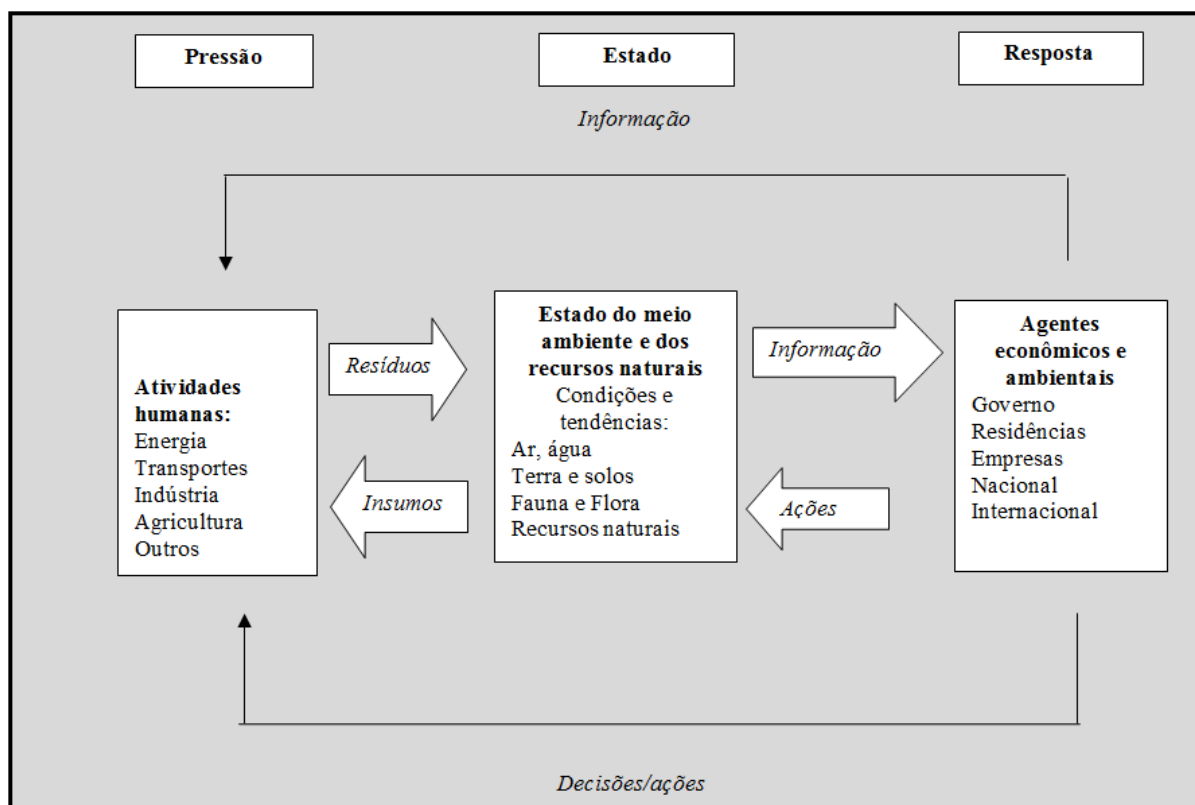 Pressão
Estado
Resposta
Informação
Atividades
humanas:
Energia
Transportes
Indústria
Agricultura
Outros
Resíduos
Insumos
Estado do meio
ambiente e dos
recursos naturais
Condições e
tendências:
Ar, água
Terra e solos
Fauna e Flora
Recursos naturais
Informação
Ações
Agentes
econômicos e
ambientais
Governo
Residências
Empresas
Nacional
Internacional
Decisões/ações